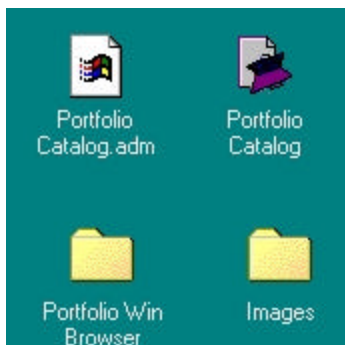 Portfolio
Catalog.adm
Portfolio
Catalog
Portfolio Win
Browser
Images